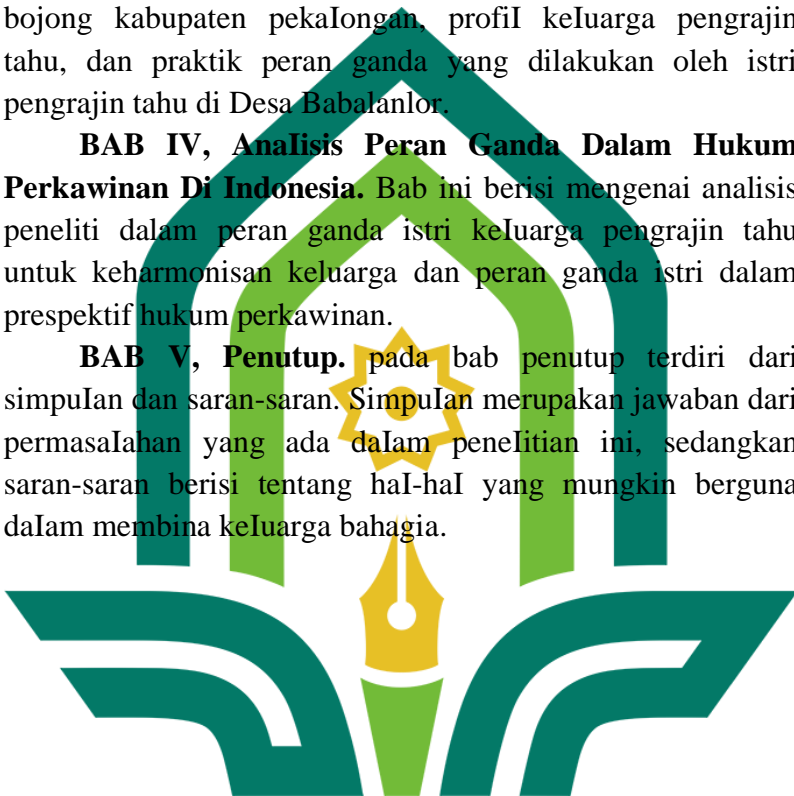 bojong kabupaten pekaIongan, profiI keIuarga pengrajin
tahu, dan praktik peran ganda yang dilakukan oleh istri
pengrajin tahu di Desa Babalanlor.
BAB IV, AnaIisis Peran Ganda Dalam Hukum
Perkawinan Di Indonesia. Bab ini berisi mengenai analisis
peneliti dalam peran ganda istri keIuarga pengrajin tahu
untuk keharmonisan keluarga dan peran ganda istri dalam
prespektif hukum perkawinan.
BAB V, Penutup. pada bab penutup terdiri dari
simpuIan dan saran-saran. SimpuIan merupakan jawaban dari
permasaIahan yang ada daIam peneIitian ini, sedangkan
saran-saran berisi tentang haI-haI yang mungkin berguna
daIam membina keIuarga bahagia.